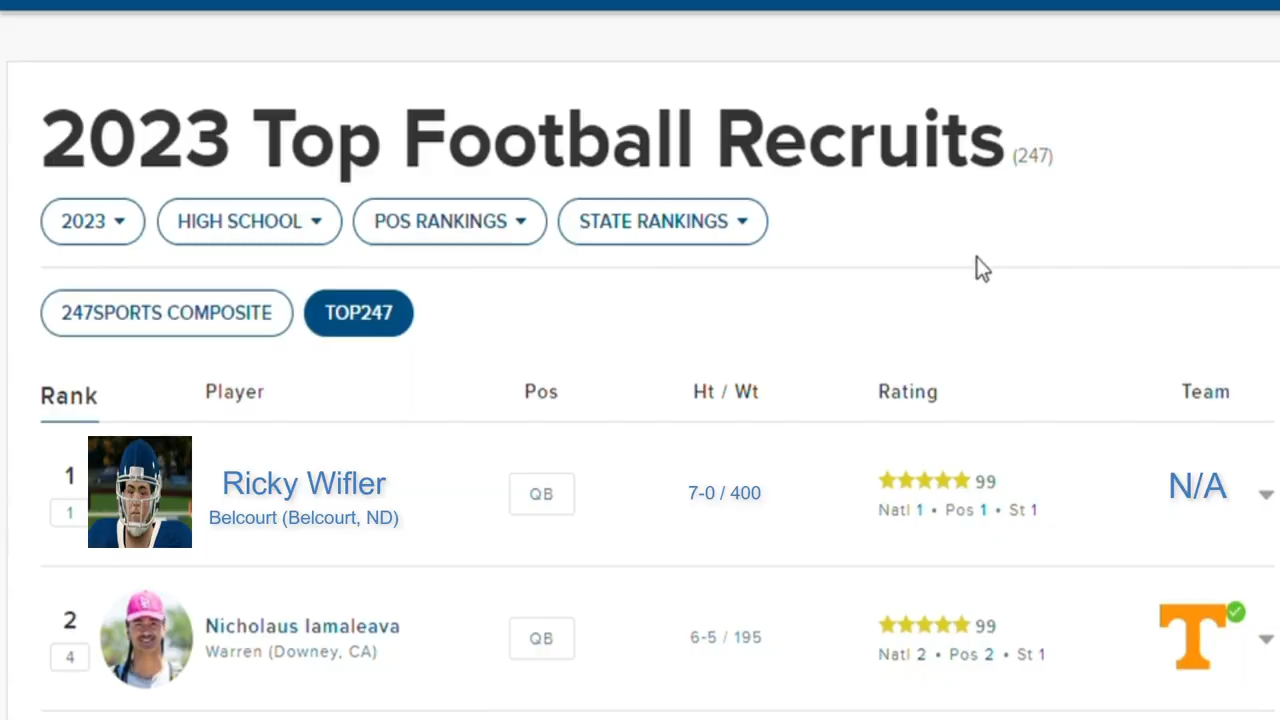 2023 Top Football Recruits (247)
2023 HIGH SCHOOL POS RANKINGS STATE RANKINGS
247SPORTS COMPOSITE TOP247
Rank Player Pos Ht / Wt Rating Team
1 Ricky Wifler QB 7-0 / 400 99 N/A
1 Belcourt (Belcourt, ND) Natl 1 • Pos 1 • St 1
2 Nicholaus Iamaleava QB 6-5 / 195 99 T
4 Warren (Downey, CA) Natl 2 • Pos 2 • St 1